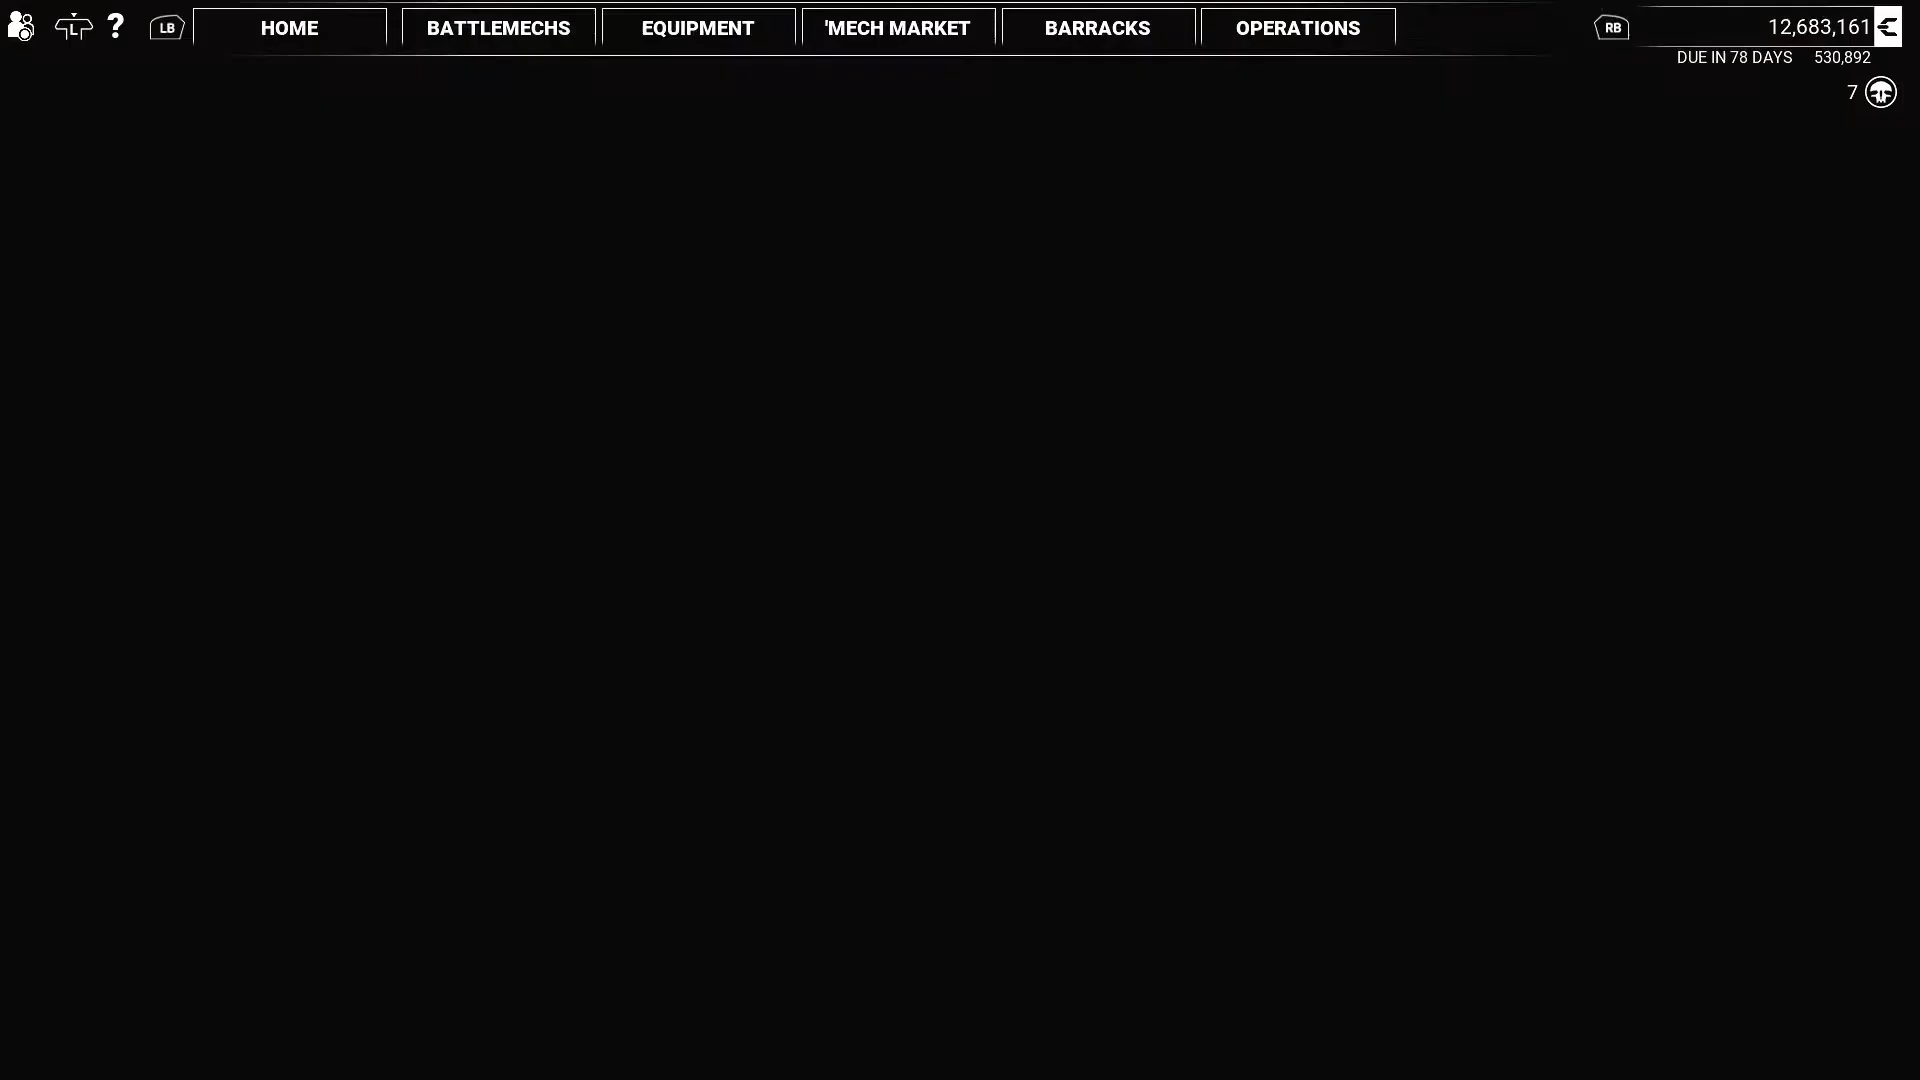 L ? LB HOME BATTLEMECHS EQUIPMENT 'MECH MARKET BARRACKS OPERATIONS RB 12,683,161
DUE IN 78 DAYS 530,892
7